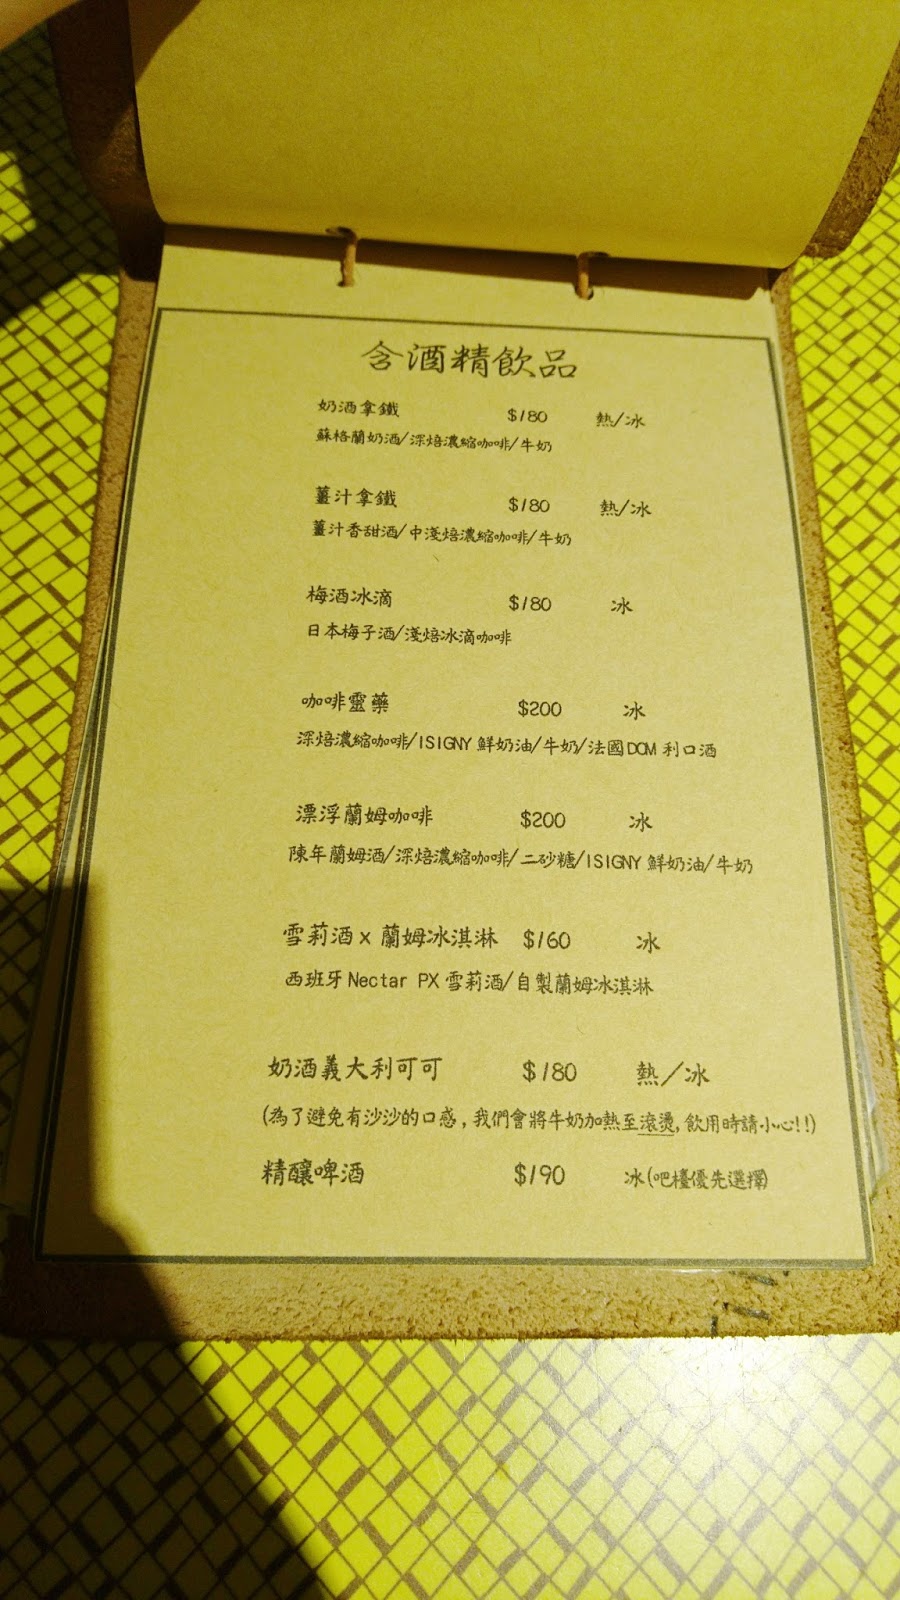 含酒精飲品
奶酒拿鐵 $180 熱/冰
蘇格蘭奶酒/深焙濃縮咖啡/牛奶
薑汁拿鐵 $180 熱/冰
薑汁香甜酒/中淺焙濃縮咖啡/牛奶
梅酒冰滴 $180 冰
日本梅子酒/淺焙冰滴咖啡
咖啡靈藥 $200 冰
深焙濃縮咖啡/ISIGNY 鮮奶油/牛奶/法國DOM 利口酒
漂浮蘭姆咖啡 $200 冰
陳年蘭姆酒/深焙濃縮咖啡/二砂糖/ISIGNY 鮮奶油/牛奶
雪莉酒 x 蘭姆冰淇淋 $160 冰
西班牙 Nectar PX 雪莉酒/自製蘭姆冰淇淋
奶酒義大利可可 $180 熱/冰
(為了避免有沙沙的口感,我們會將牛奶加熱至滾燙,飲用時請小心!!)
精釀啤酒 $190 冰(吧檯優先選擇)